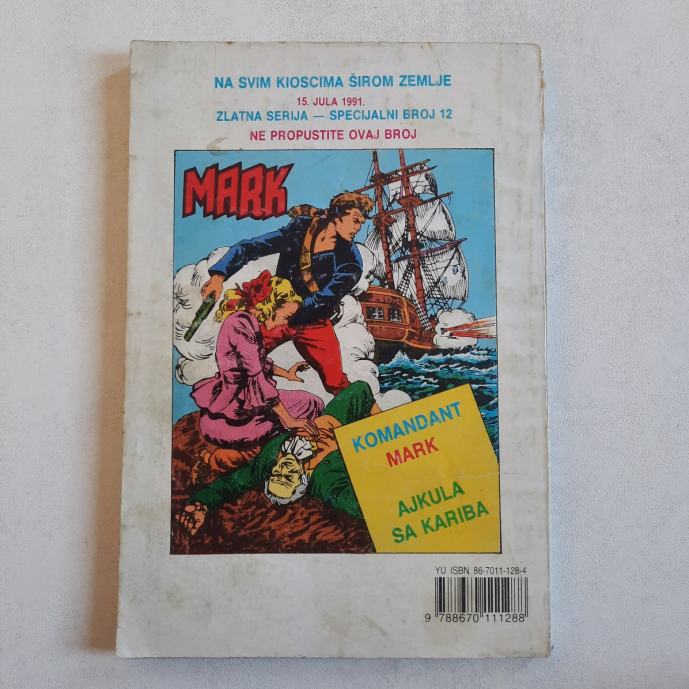 NA SVIM KIOSCIMA ŠIROM ZEMLJE
15. JULA 1991.
ZLATNA SERIJA — SPECIJALNI BROJ 12
NE PROPUSTITE OVAJ BROJ
MARK
KOMANDANT
MARK
AJKULA
SA KARIBA
YU ISBN. 86-7011-128-4
9 788670 111288